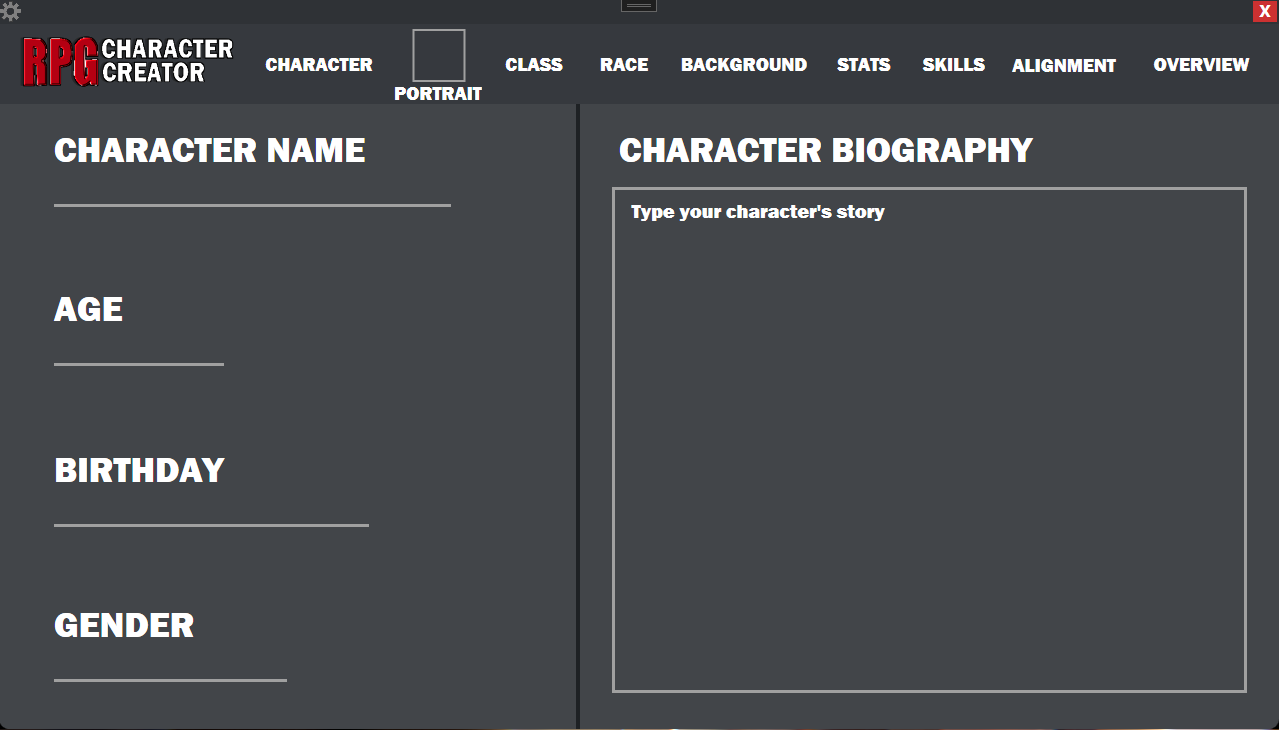 X
RPG CHARACTER CREATOR
CHARACTER
PORTRAIT
CLASS
RACE
BACKGROUND
STATS
SKILLS
ALIGNMENT
OVERVIEW
CHARACTER NAME
AGE
BIRTHDAY
GENDER
CHARACTER BIOGRAPHY
Type your character's story